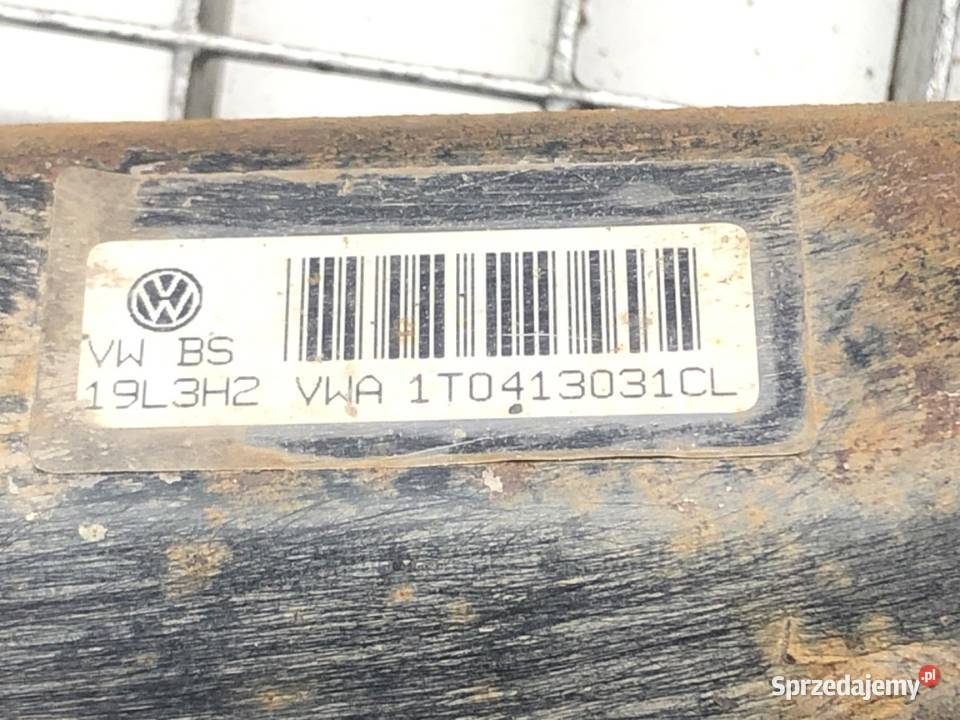 VW BS
19L3H2 VWA 1T0413031CL
Sprzedajemy.pl